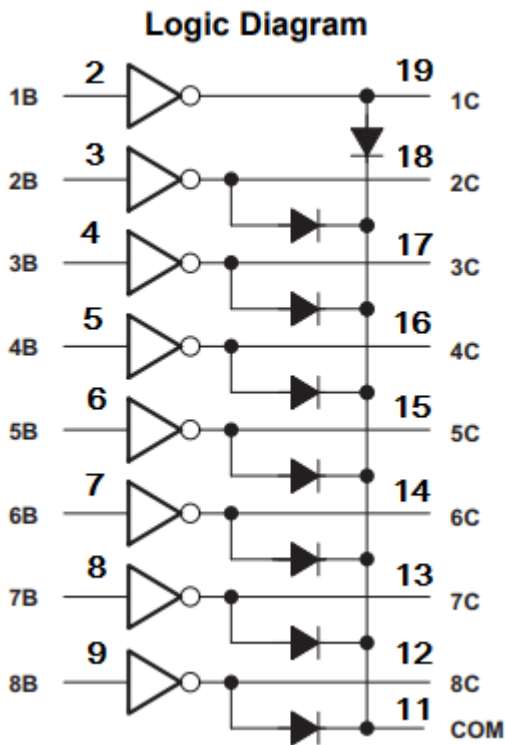 Logic Diagram
1B 2 19 1C
2B 3 18 2C
3B 4 17 3C
4B 5 16 4C
5B 6 15 5C
6B 7 14 6C
7B 8 13 7C
8B 9 12 8C
11 COM